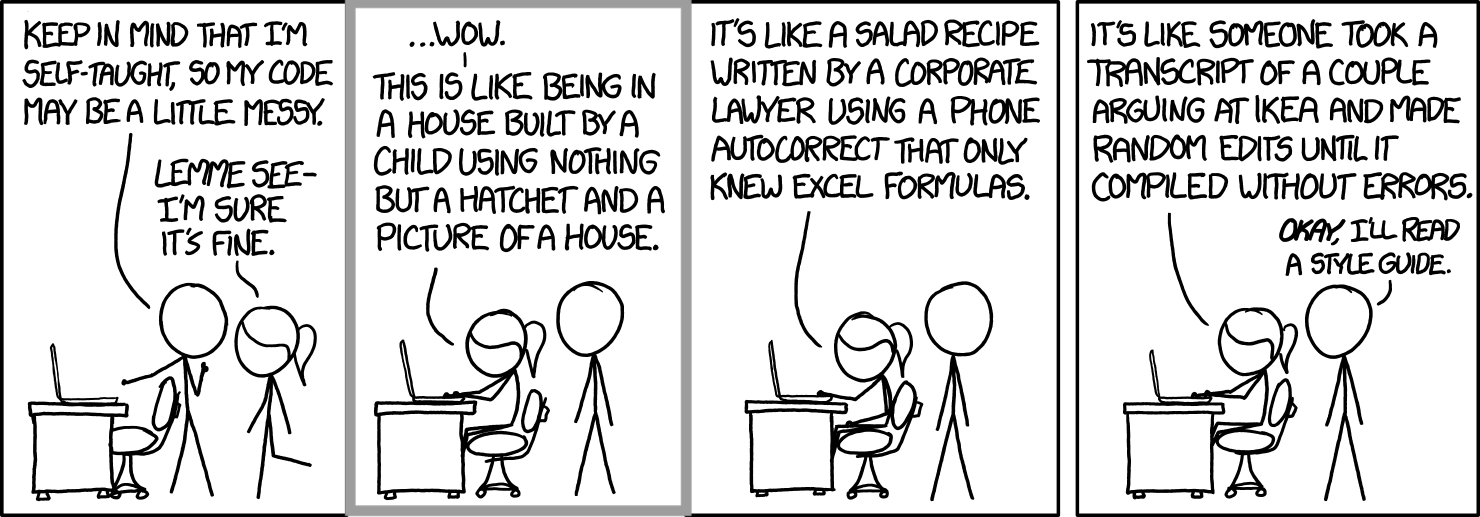 KEEP IN MIND THAT I'M
SELF-TAUGHT, SO MY CODE
MAY BE A LITTLE MESSY.
LEMME SEE–
I'M SURE
IT'S FINE.
...WOW.
THIS IS LIKE BEING IN
A HOUSE BUILT BY A
CHILD USING NOTHING
BUT A HATCHET AND A
PICTURE OF A HOUSE.
IT'S LIKE A SALAD RECIPE
WRITTEN BY A CORPORATE
LAWYER USING A PHONE
AUTOCORRECT THAT ONLY
KNEW EXCEL FORMULAS.
IT'S LIKE SOMEONE TOOK A
TRANSCRIPT OF A COUPLE
ARGUING AT IKEA AND MADE
RANDOM EDITS UNTIL IT
COMPILED WITHOUT ERRORS.
OKAY, I'LL READ
A STYLE GUIDE.